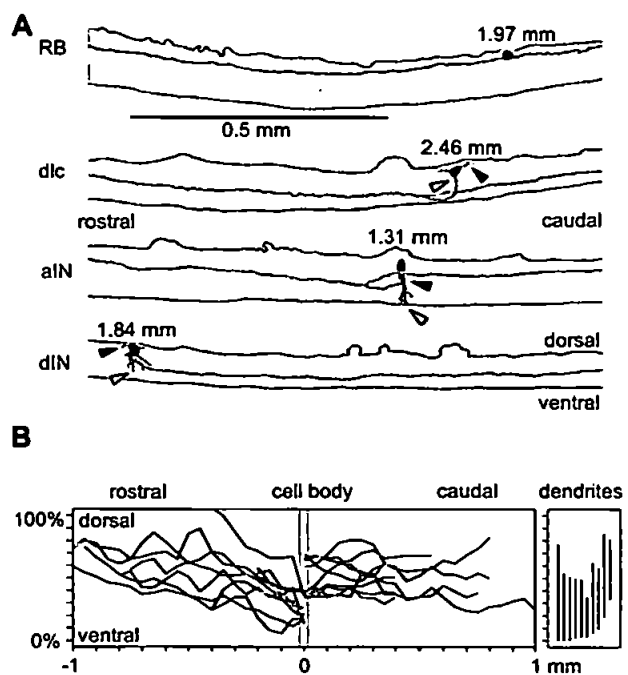 A
RB
1.97 mm
0.5 mm
dlc
2.46 mm
rostral
caudal
aIN
1.31 mm
1.84 mm
dIN
dorsal
ventral
B
rostral
cell body
caudal
dendrites
100%
dorsal
0%
ventral
-1
0
1 mm